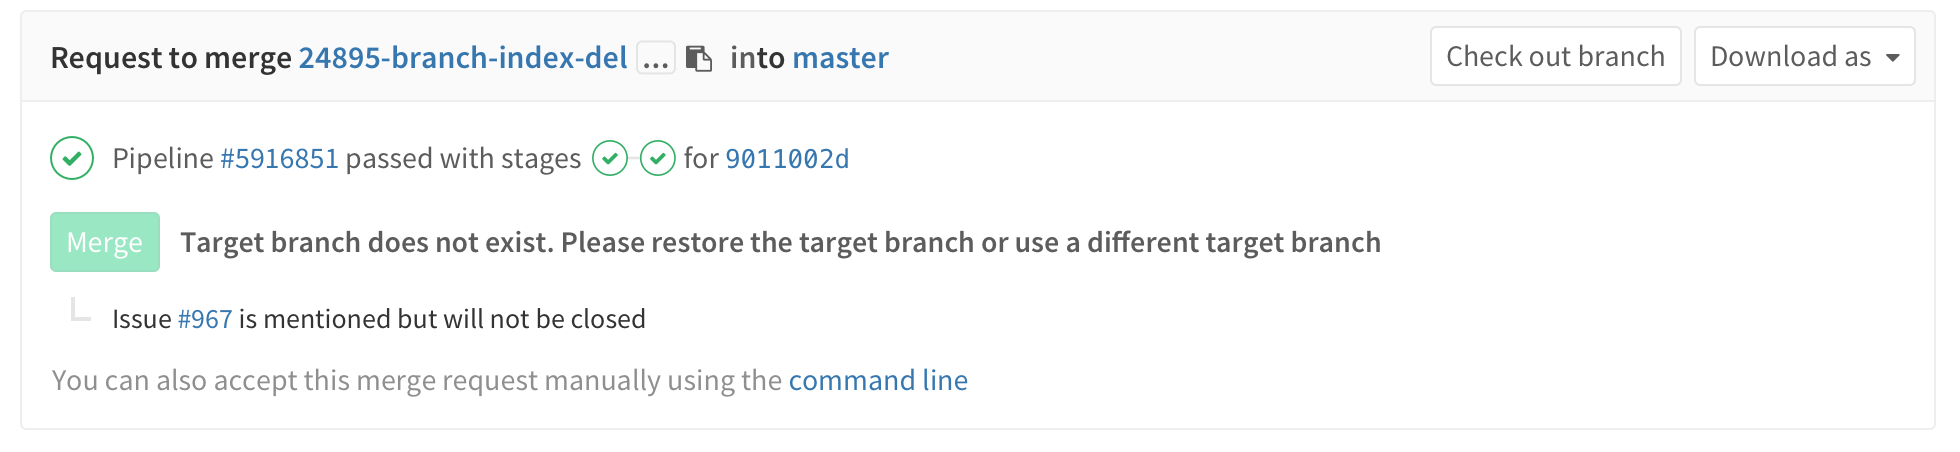 Request to merge 24895-branch-index-del ... into master Check out branch Download as
Pipeline #5916851 passed with stages for 9011002d
Merge Target branch does not exist. Please restore the target branch or use a different target branch
Issue #967 is mentioned but will not be closed
You can also accept this merge request manually using the command line